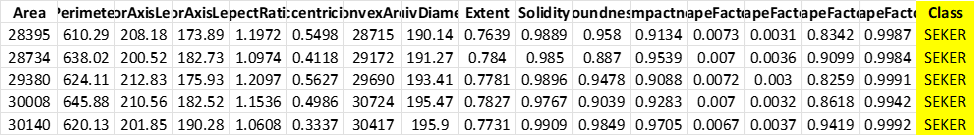 Area Perimeter orAxisLe orAxisLe pectRati ccentricit onvexAre ivDiamet Extent Solidity oundness mpactne apeFacto apeFacto apeFacto apeFacto Class
28395 610.29 208.18 173.89 1.1972 0.5498 28715 190.14 0.7639 0.9889 0.958 0.9134 0.0073 0.0031 0.8342 0.9987 SEKER
28734 638.02 200.52 182.73 1.0974 0.4118 29172 191.27 0.784 0.985 0.887 0.9539 0.007 0.0036 0.9099 0.9984 SEKER
29380 624.11 212.83 175.93 1.2097 0.5627 29690 193.41 0.7781 0.9896 0.9478 0.9088 0.0072 0.003 0.8259 0.9991 SEKER
30008 645.88 210.56 182.52 1.1536 0.4986 30724 195.47 0.7827 0.9767 0.9039 0.9283 0.007 0.0032 0.8618 0.9942 SEKER
30140 620.13 201.85 190.28 1.0608 0.3337 30417 195.9 0.7731 0.9909 0.9849 0.9705 0.0067 0.0037 0.9419 0.9992 SEKER